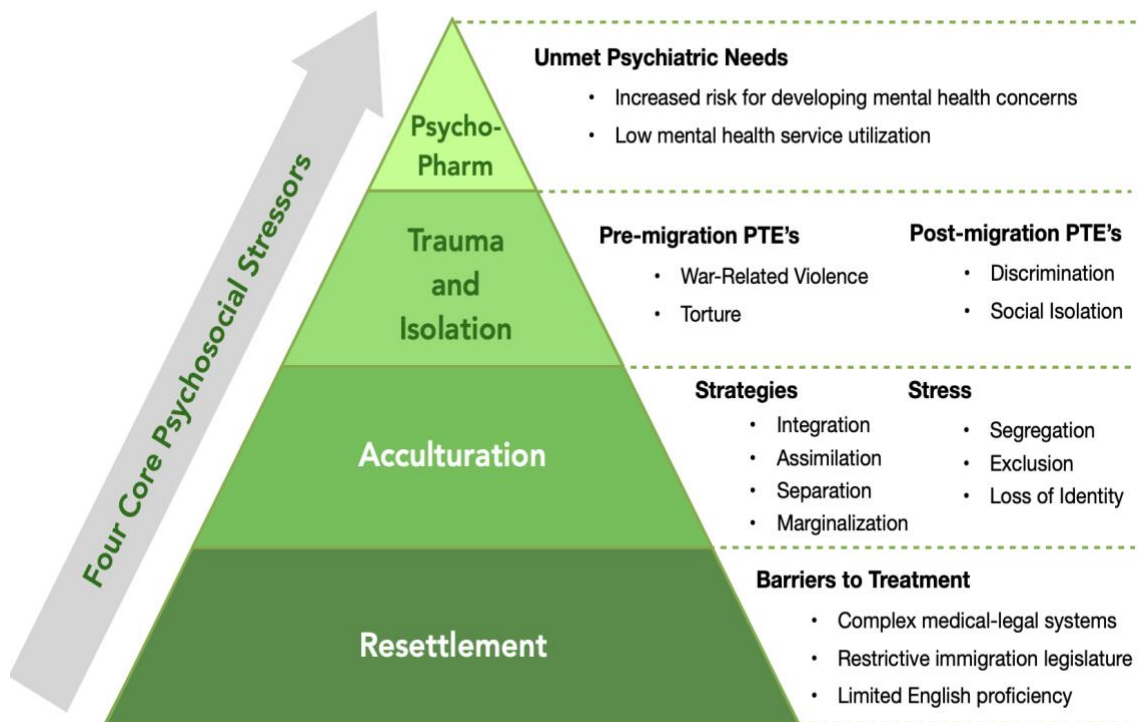 Four Core Psychosocial Stressors
Psycho-
Pharm
Unmet Psychiatric Needs
• Increased risk for developing mental health concerns
• Low mental health service utilization
Trauma
and
Isolation
Pre-migration PTE's
• War-Related Violence
• Torture
Post-migration PTE's
• Discrimination
• Social Isolation
Acculturation
Strategies
• Integration
• Assimilation
• Separation
• Marginalization
Stress
• Segregation
• Exclusion
• Loss of Identity
Resettlement
Barriers to Treatment
• Complex medical-legal systems
• Restrictive immigration legislature
• Limited English proficiency